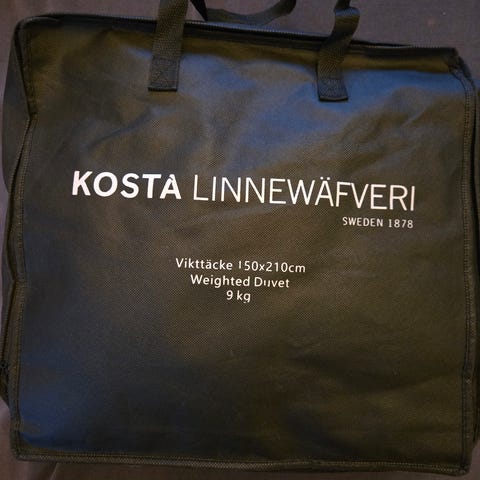 KOSTA LINNEWÄFVERI
SWEDEN 1878
Vikttäcke 150x210cm
Weighted Duvet
9 kg